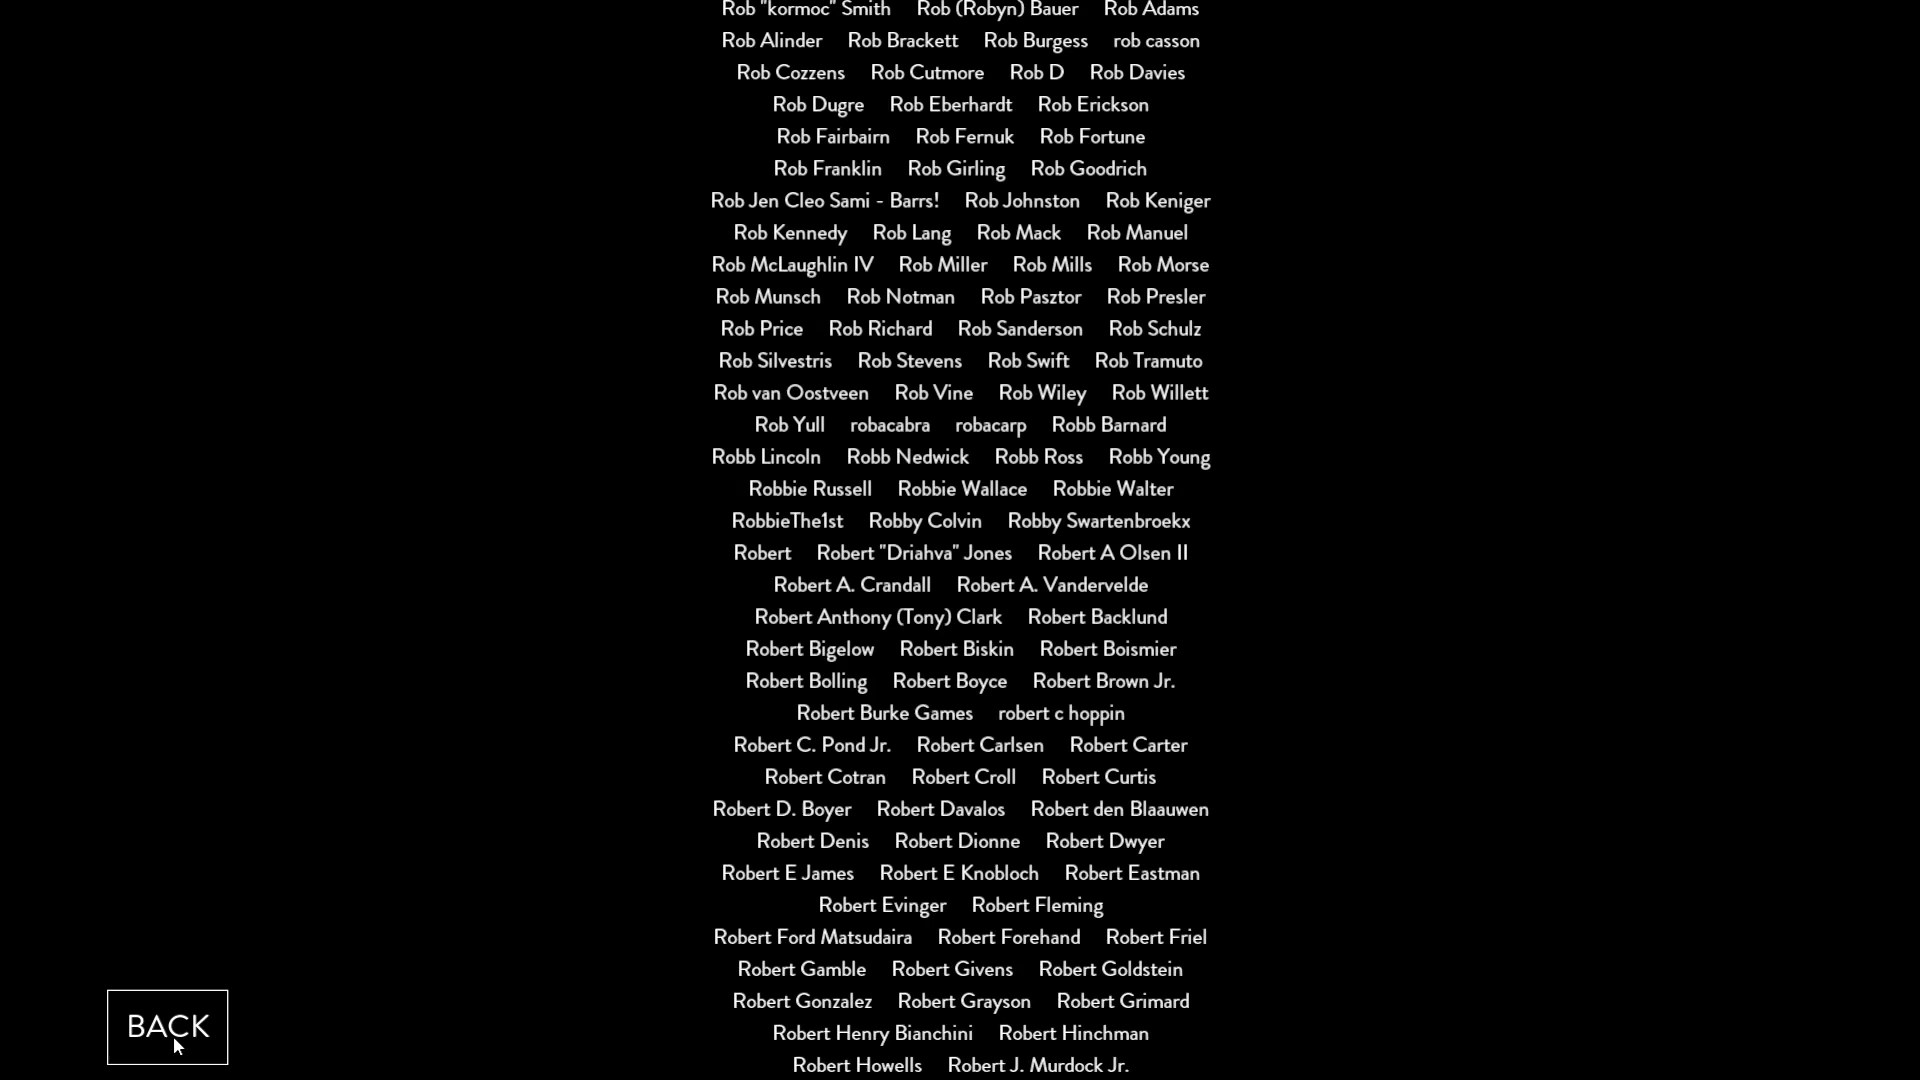 Rob "kormoc" Smith Rob (Robyn) Bauer Rob Adams
Rob Alinder Rob Brackett Rob Burgess rob casson
Rob Cozzens Rob Cutmore Rob D Rob Davies
Rob Dugre Rob Eberhardt Rob Erickson
Rob Fairbairn Rob Fernuk Rob Fortune
Rob Franklin Rob Girling Rob Goodrich
Rob Jen Cleo Sami - Barrs! Rob Johnston Rob Keniger
Rob Kennedy Rob Lang Rob Mack Rob Manuel
Rob McLaughlin IV Rob Miller Rob Mills Rob Morse
Rob Munsch Rob Notman Rob Pasztor Rob Presler
Rob Price Rob Richard Rob Sanderson Rob Schulz
Rob Silvestris Rob Stevens Rob Swift Rob Tramuto
Rob van Oostveen Rob Vine Rob Wiley Rob Willett
Rob Yull robacabra robacarp Robb Barnard
Robb Lincoln Robb Nedwick Robb Ross Robb Young
Robbie Russell Robbie Wallace Robbie Walter
RobbieThe1st Robby Colvin Robby Swartenbroekx
Robert Robert "Driahva" Jones Robert A Olsen II
Robert A. Crandall Robert A. Vandervelde
Robert Anthony (Tony) Clark Robert Backlund
Robert Bigelow Robert Biskin Robert Boismier
Robert Bolling Robert Boyce Robert Brown Jr.
Robert Burke Games robert c hoppin
Robert C. Pond Jr. Robert Carlsen Robert Carter
Robert Cotran Robert Croll Robert Curtis
Robert D. Boyer Robert Davalos Robert den Blaauwen
Robert Denis Robert Dionne Robert Dwyer
Robert E James Robert E Knobloch Robert Eastman
Robert Evinger Robert Fleming
Robert Ford Matsudaira Robert Forehand Robert Friel
Robert Gamble Robert Givens Robert Goldstein
Robert Gonzalez Robert Grayson Robert Grimard
Robert Henry Bianchini Robert Hinchman
Robert Howells Robert J. Murdock Jr.
BACK